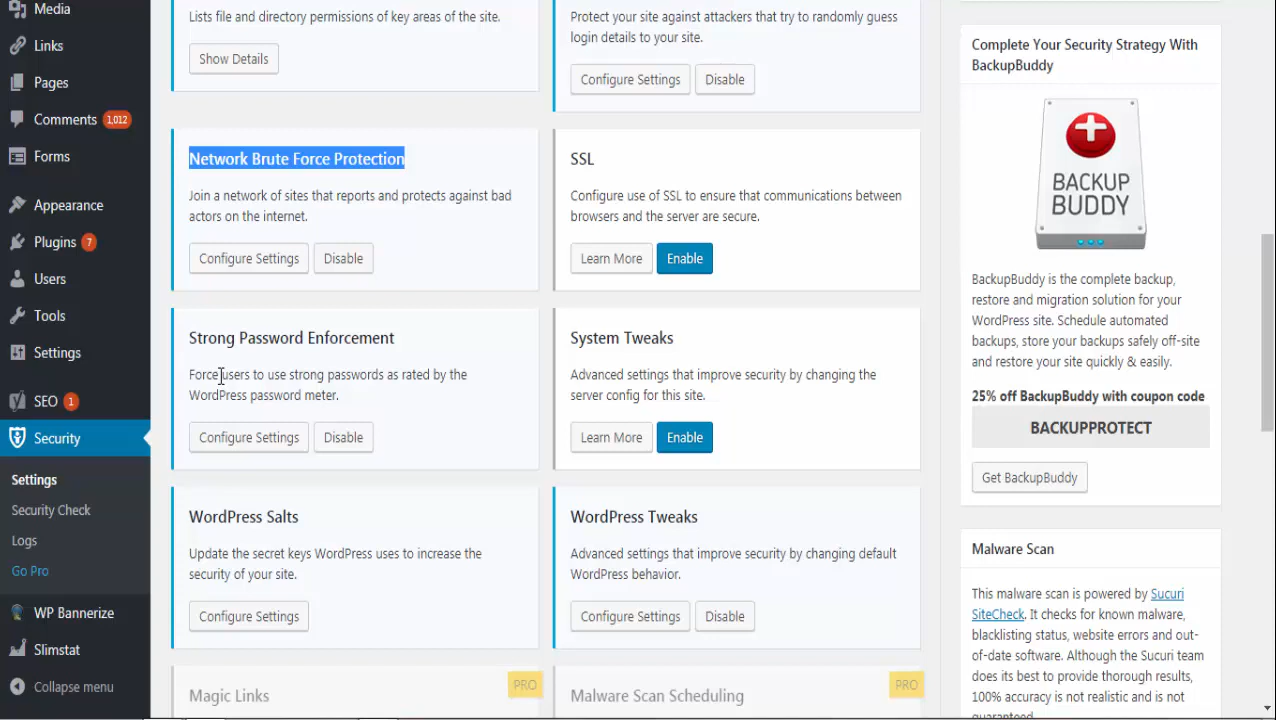 Media
Links
Pages
Comments 1,012
Forms
Appearance
Plugins 7
Users
Tools
Settings
SEO 1
Security
Settings
Security Check
Logs
Go Pro
WP Bannerize
Slimstat
Collapse menu
Lists file and directory permissions of key areas of the site.
Show Details
Protect your site against attackers that try to randomly guess
login details to your site.
Configure Settings Disable
Network Brute Force Protection
Join a network of sites that reports and protects against bad
actors on the internet.
Configure Settings Disable
SSL
Configure use of SSL to ensure that communications between
browsers and the server are secure.
Learn More Enable
Strong Password Enforcement
Force users to use strong passwords as rated by the
WordPress password meter.
Configure Settings Disable
System Tweaks
Advanced settings that improve security by changing the
server config for this site.
Learn More Enable
WordPress Salts
Update the secret keys WordPress uses to increase the
security of your site.
Configure Settings
WordPress Tweaks
Advanced settings that improve security by changing default
WordPress behavior.
Configure Settings Disable
Magic Links PRO
Malware Scan Scheduling PRO
Complete Your Security Strategy With
BackupBuddy
BACKUP
BUDDY
BackupBuddy is the complete backup,
restore and migration solution for your
WordPress site. Schedule automated
backups, store your backups safely off-site
and restore your site quickly & easily.
25% off BackupBuddy with coupon code
BACKUPPROTECT
Get BackupBuddy
Malware Scan
This malware scan is powered by Sucuri
SiteCheck. It checks for known malware,
blacklisting status, website errors and out-
of-date software. Although the Sucuri team
does its best to provide thorough results,
100% accuracy is not realistic and is not
guaranteed.